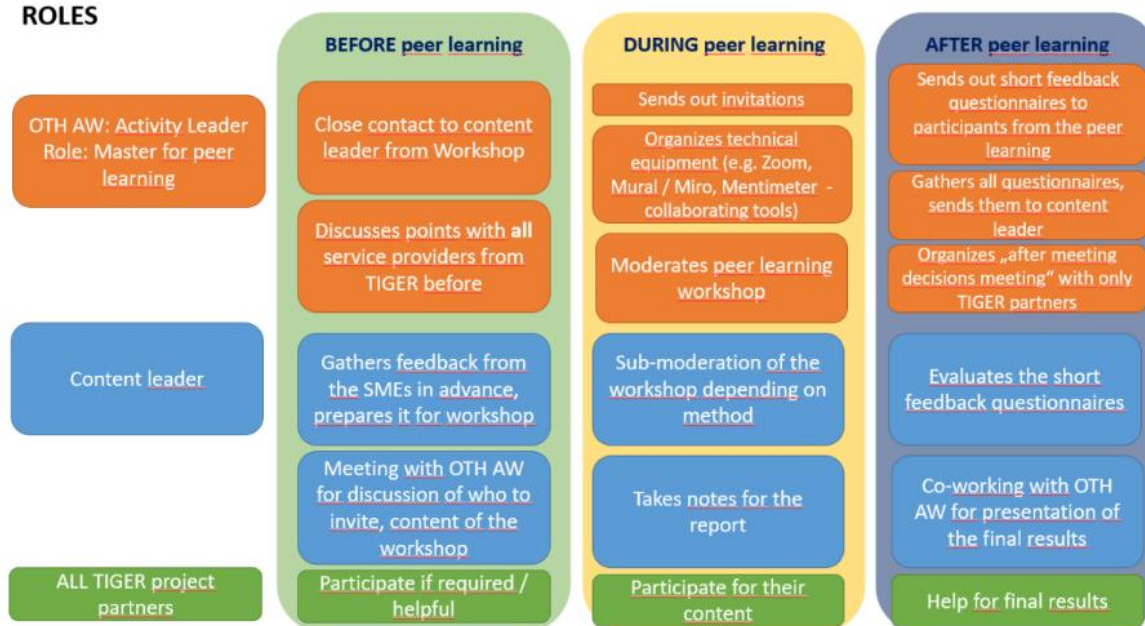 ROLES
BEFORE peer learning
DURING peer learning
AFTER peer learning
OTH AW: Activity Leader
Role: Master for peer
learning
Close contact to content
leader from Workshop
Discusses points with all
service providers from
TIGER before
Sends out invitations
Organizes technical
equipment (e.g. Zoom,
Mural / Miro, Mentimeter -
collaborating tools)
Moderates peer learning
workshop
Sends out short feedback
questionnaires to
participants from the peer
learning
Gathers all questionnaires,
sends them to content
leader
Organizes „after meeting
decisions meeting“ with only
TIGER partners
Content leader
Gathers feedback from
the SMEs in advance,
prepares it for workshop
Meeting with OTH AW
for discussion of who to
invite, content of the
workshop
Sub-moderation of the
workshop depending on
method
Takes notes for the
report
Evaluates the short
feedback questionnaires
Co-working with OTH
AW for presentation of
the final results
ALL TIGER project
partners
Participate if required /
helpful
Participate for their
content
Help for final results